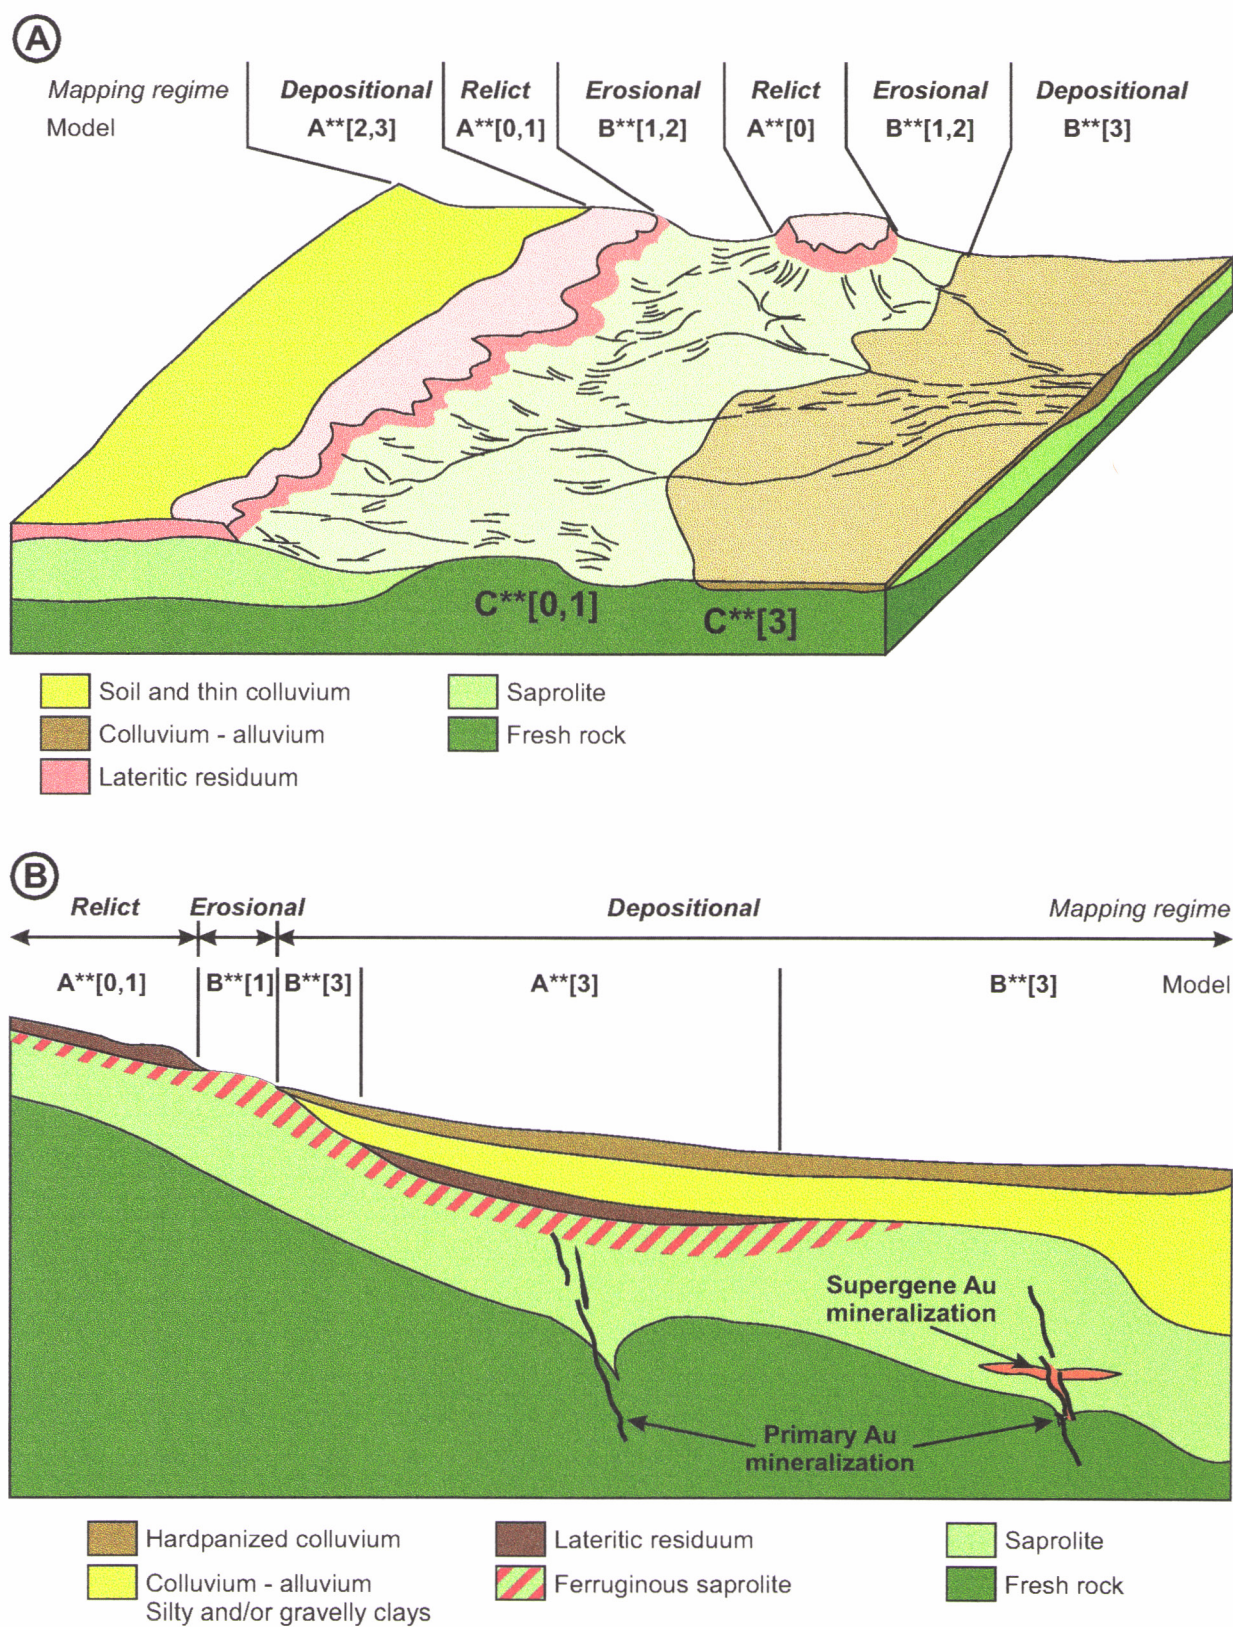 A
Mapping regime Depositional Relict Erosional Relict Erosional Depositional
Model A**[2,3] A**[0,1] B**[1,2] A**[0] B**[1,2] B**[3]
C**[0,1]
C**[3]
Soil and thin colluvium Saprolite
Colluvium - alluvium Fresh rock
Lateritic residuum
B
Relict Erosional Depositional Mapping regime
A**[0,1] B**[1] B**[3] A**[3] B**[3] Model
Supergene Au
mineralization
Primary Au
mineralization
Hardpanized colluvium Lateritic residuum Saprolite
Colluvium - alluvium Ferruginous saprolite Fresh rock
Silty and/or gravelly clays